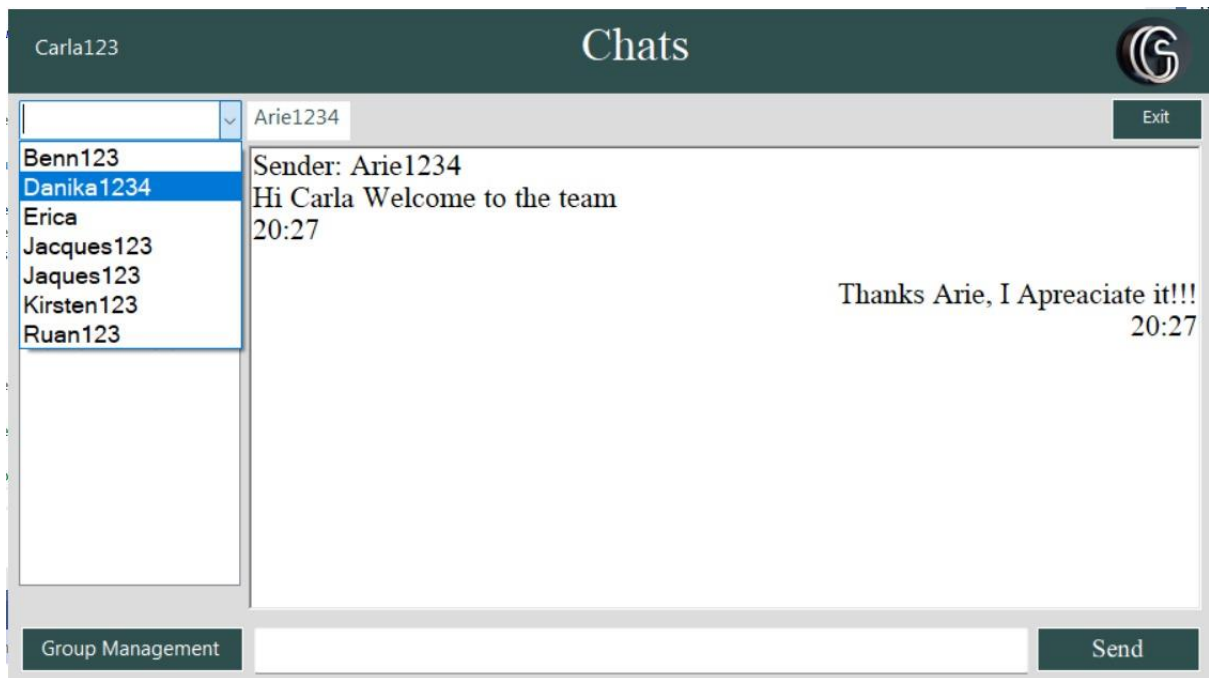 Carla123
Chats
Arie1234
Exit
Benn123
Danika1234
Erica
Jacques123
Jaques123
Kirsten123
Ruan123
Sender: Arie1234
Hi Carla Welcome to the team
20:27
Thanks Arie, I Apreaciate it!!!
20:27
Group Management
Send